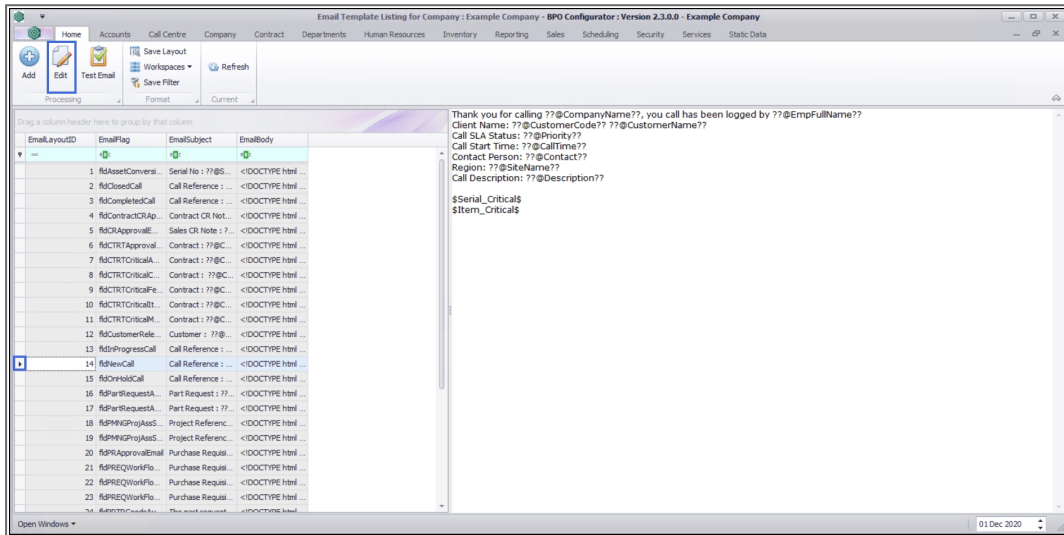 Email Template Listing for Company : Example Company - BPO Configurator : Version 2.3.0.0 - Example Company
Home Accounts Call Centre Company Contract Departments Human Resources Inventory Reporting Sales Scheduling Security Services Static Data
Add Edit Test Email
Save Layout
Workspaces
Save Filter
Refresh
Processing Format Current
Drag a column header here to group by that column
EmailLayoutID EmailFlag EmailSubject EmailBody
1 fldAssetConversi... Serial No : ??@S... <!DOCTYPE html ...
2 fldClosedCall Call Reference : ... <!DOCTYPE html ...
3 fldCompletedCall Call Reference : ... <!DOCTYPE html ...
4 fldContractCRAp... Contract CR Not... <!DOCTYPE html ...
5 fldCRApprovalE... Sales CR Note : ?... <!DOCTYPE html ...
6 fldCTRTApproval... Contract : ??@C... <!DOCTYPE html ...
7 fldCTRTCriticalA... Contract : ??@C... <!DOCTYPE html ...
8 fldCTRTCriticalC... Contract : ??@C... <!DOCTYPE html ...
9 fldCTRTCriticalFe... Contract : ??@C... <!DOCTYPE html ...
10 fldCTRTCriticalIt... Contract : ??@C... <!DOCTYPE html ...
11 fldCTRTCriticalM... Contract : ??@C... <!DOCTYPE html ...
12 fldCustomerRele... Customer : ??@... <!DOCTYPE html ...
13 fldInProgressCall Call Reference : ... <!DOCTYPE html ...
14 fldNewCall Call Reference : ... <!DOCTYPE html ...
15 fldOnHoldCall Call Reference : ... <!DOCTYPE html ...
16 fldPartRequestA... Part Request : ??... <!DOCTYPE html ...
17 fldPartRequestA... Part Request : ??... <!DOCTYPE html ...
18 fldPMNGProjAssS... Project Referenc... <!DOCTYPE html ...
19 fldPMNGProjAssS... Project Referenc... <!DOCTYPE html ...
20 fldPRApprovalEmail Purchase Requisi... <!DOCTYPE html ...
21 fldPREQWorkFlo... Purchase Requisi... <!DOCTYPE html ...
22 fldPREQWorkFlo... Purchase Requisi... <!DOCTYPE html ...
23 fldPREQWorkFlo... Purchase Requisi... <!DOCTYPE html ...
Thank you for calling ??@CompanyName??, you call has been logged by ??@EmpFullName??
Client Name: ??@CustomerCode?? ??@CustomerName??
Call SLA Status: ??@Priority??
Call Start Time: ??@CallTime??
Contact Person: ??@Contact??
Region: ??@SiteName??
Call Description: ??@Description??
$Serial_Critical$
$Item_Critical$
Open Windows
01 Dec 2020